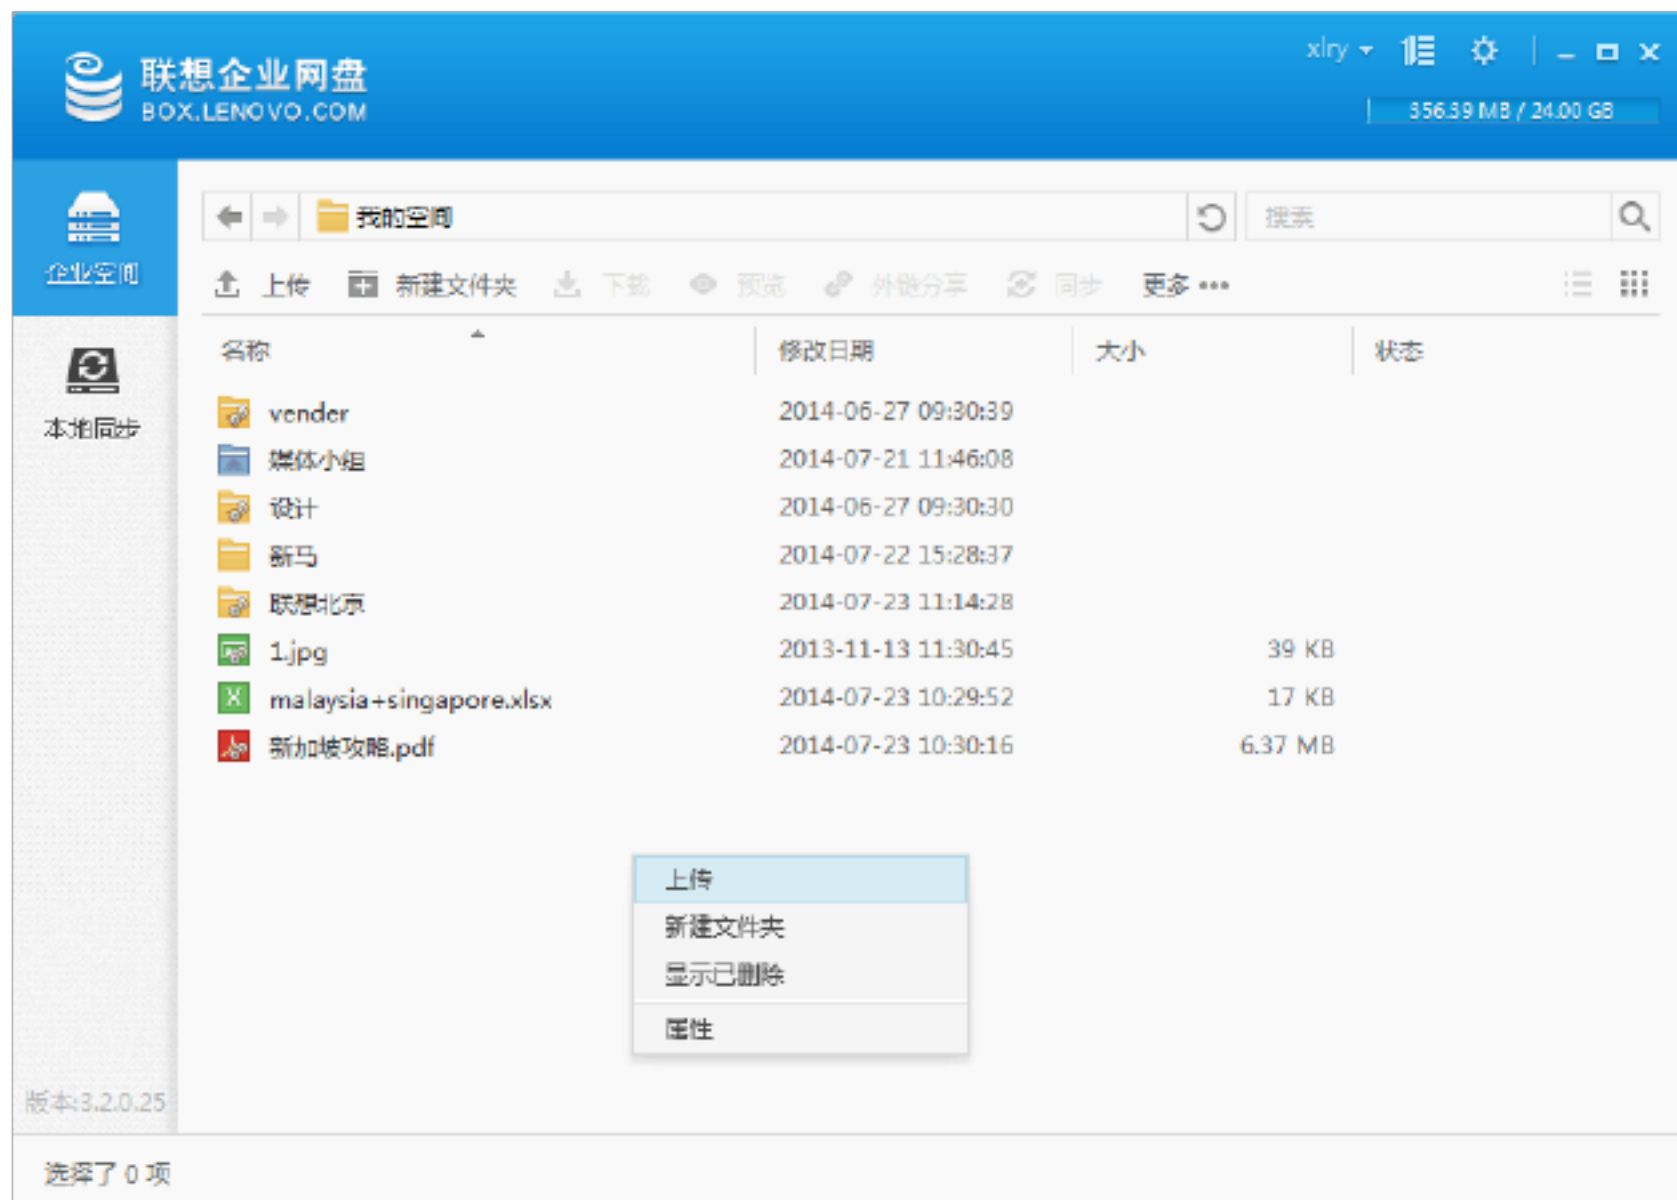 联想企业网盘
BOX.LENOVO.COM
xlry
356.39 MB / 24.00 GB
企业空间
本地同步
我的空间
搜索
上传 新建文件夹 下载 预览 外链分享 同步 更多
名称 修改日期 大小 状态
vender 2014-06-27 09:30:39
媒体小组 2014-07-21 11:46:08
设计 2014-06-27 09:30:30
新马 2014-07-22 15:28:37
联想北京 2014-07-23 11:14:28
1.jpg 2013-11-13 11:30:45 39 KB
malaysia+singapore.xlsx 2014-07-23 10:29:52 17 KB
新加坡攻略.pdf 2014-07-23 10:30:16 6.37 MB
上传
新建文件夹
显示已删除
属性
版本:3.2.0.25
选择了 0 项